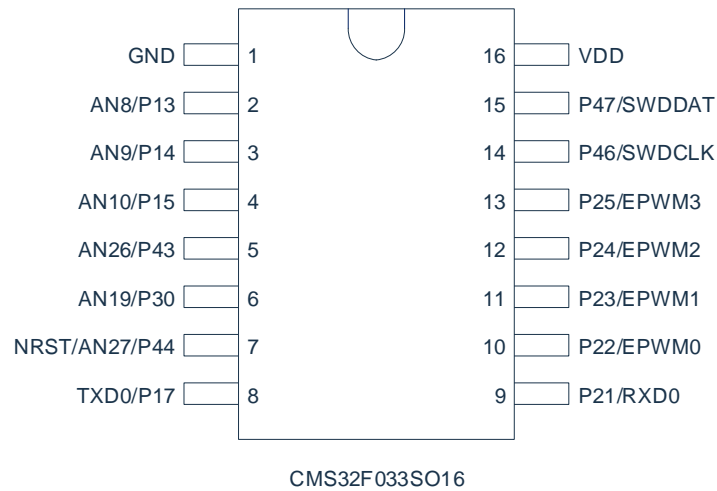 GND 1 16 VDD
AN8/P13 2 15 P47/SWDDAT
AN9/P14 3 14 P46/SWDCLK
AN10/P15 4 13 P25/EPWM3
AN26/P43 5 12 P24/EPWM2
AN19/P30 6 11 P23/EPWM1
NRST/AN27/P44 7 10 P22/EPWM0
TXD0/P17 8 9 P21/RXD0
CMS32F033SO16